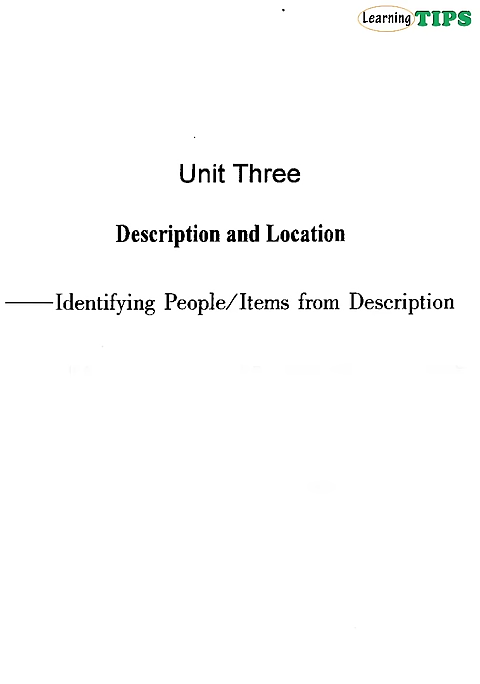 Learning TIPS
Unit Three
Description and Location
——Identifying People/Items from Description